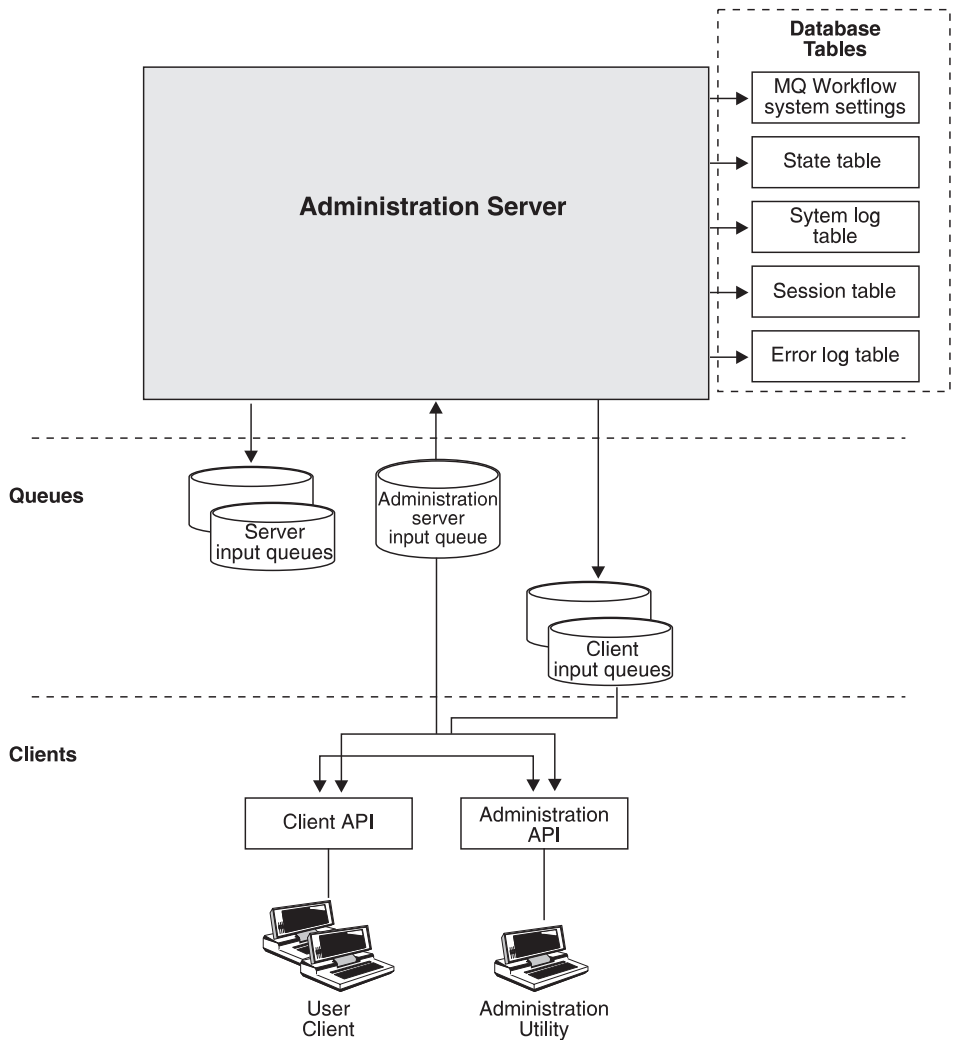 Database
Tables
MQ Workflow
system settings
State table
Sytem log
table
Session table
Error log table
Administration Server
Queues
Server
input queues
Administration
server
input queue
Client
input queues
Clients
Client API
Administration
API
User
Client
Administration
Utility